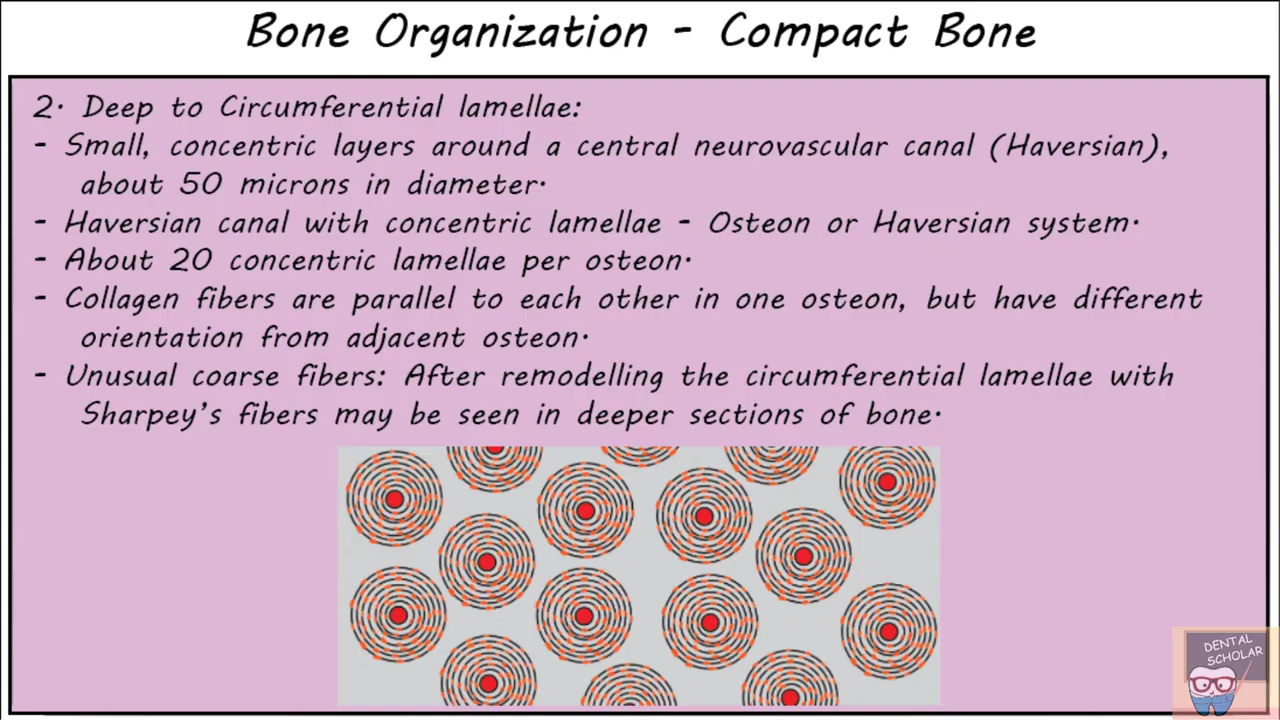 Bone Organization - Compact Bone
2. Deep to Circumferential lamellae:
- Small, concentric layers around a central neurovascular canal (Haversian),
about 50 microns in diameter.
- Haversian canal with concentric lamellae - Osteon or Haversian system.
- About 20 concentric lamellae per osteon.
- Collagen fibers are parallel to each other in one osteon, but have different
orientation from adjacent osteon.
- Unusual coarse fibers: After remodelling the circumferential lamellae with
Sharpey's fibers may be seen in deeper sections of bone.
DENTAL
SCHOLAR